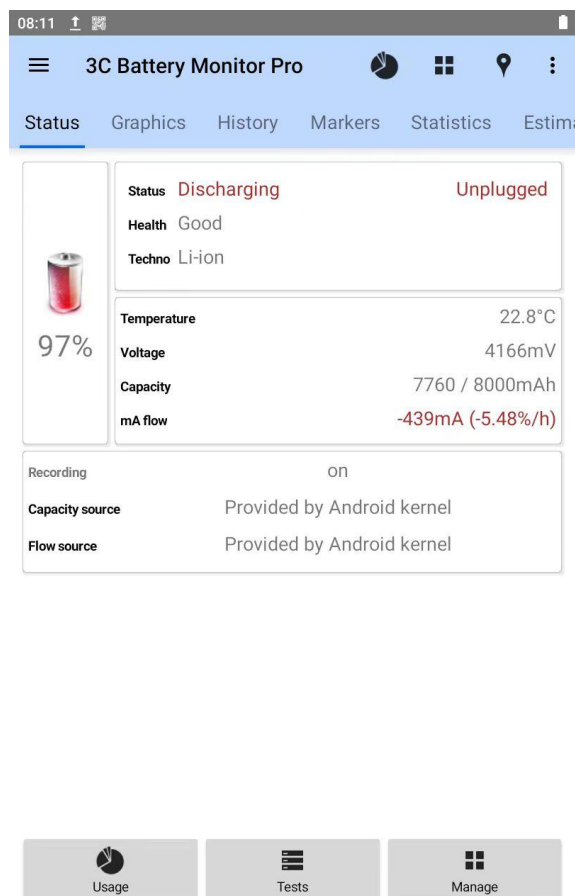 08:11
3C Battery Monitor Pro
Status Graphics History Markers Statistics Estima
Status Discharging Unplugged
Health Good
Techno Li-ion
97%
Temperature 22.8°C
Voltage 4166mV
Capacity 7760 / 8000mAh
mA flow -439mA (-5.48%/h)
Recording on
Capacity source Provided by Android kernel
Flow source Provided by Android kernel
Usage Tests Manage